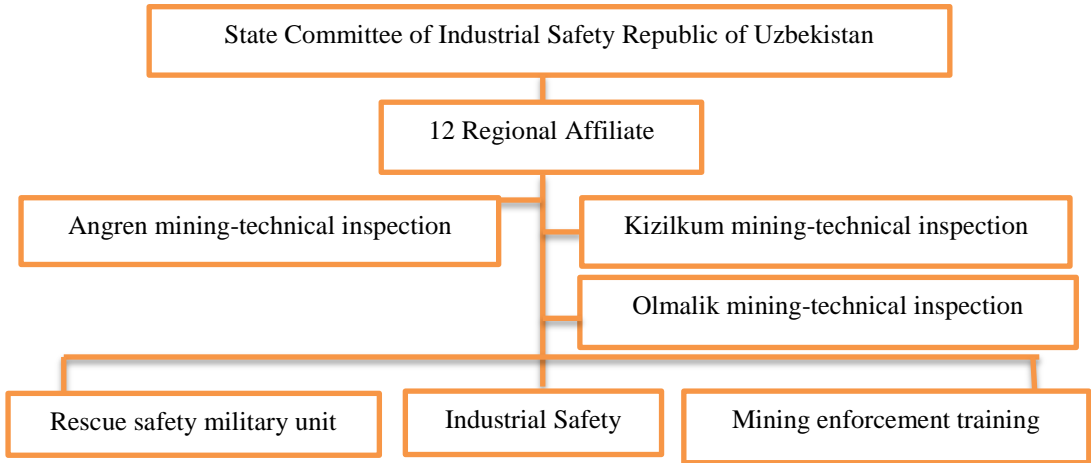 State Committee of Industrial Safety Republic of Uzbekistan
12 Regional Affiliate
Angren mining-technical inspection
Kizilkum mining-technical inspection
Olmalik mining-technical inspection
Rescue safety military unit
Industrial Safety
Mining enforcement training